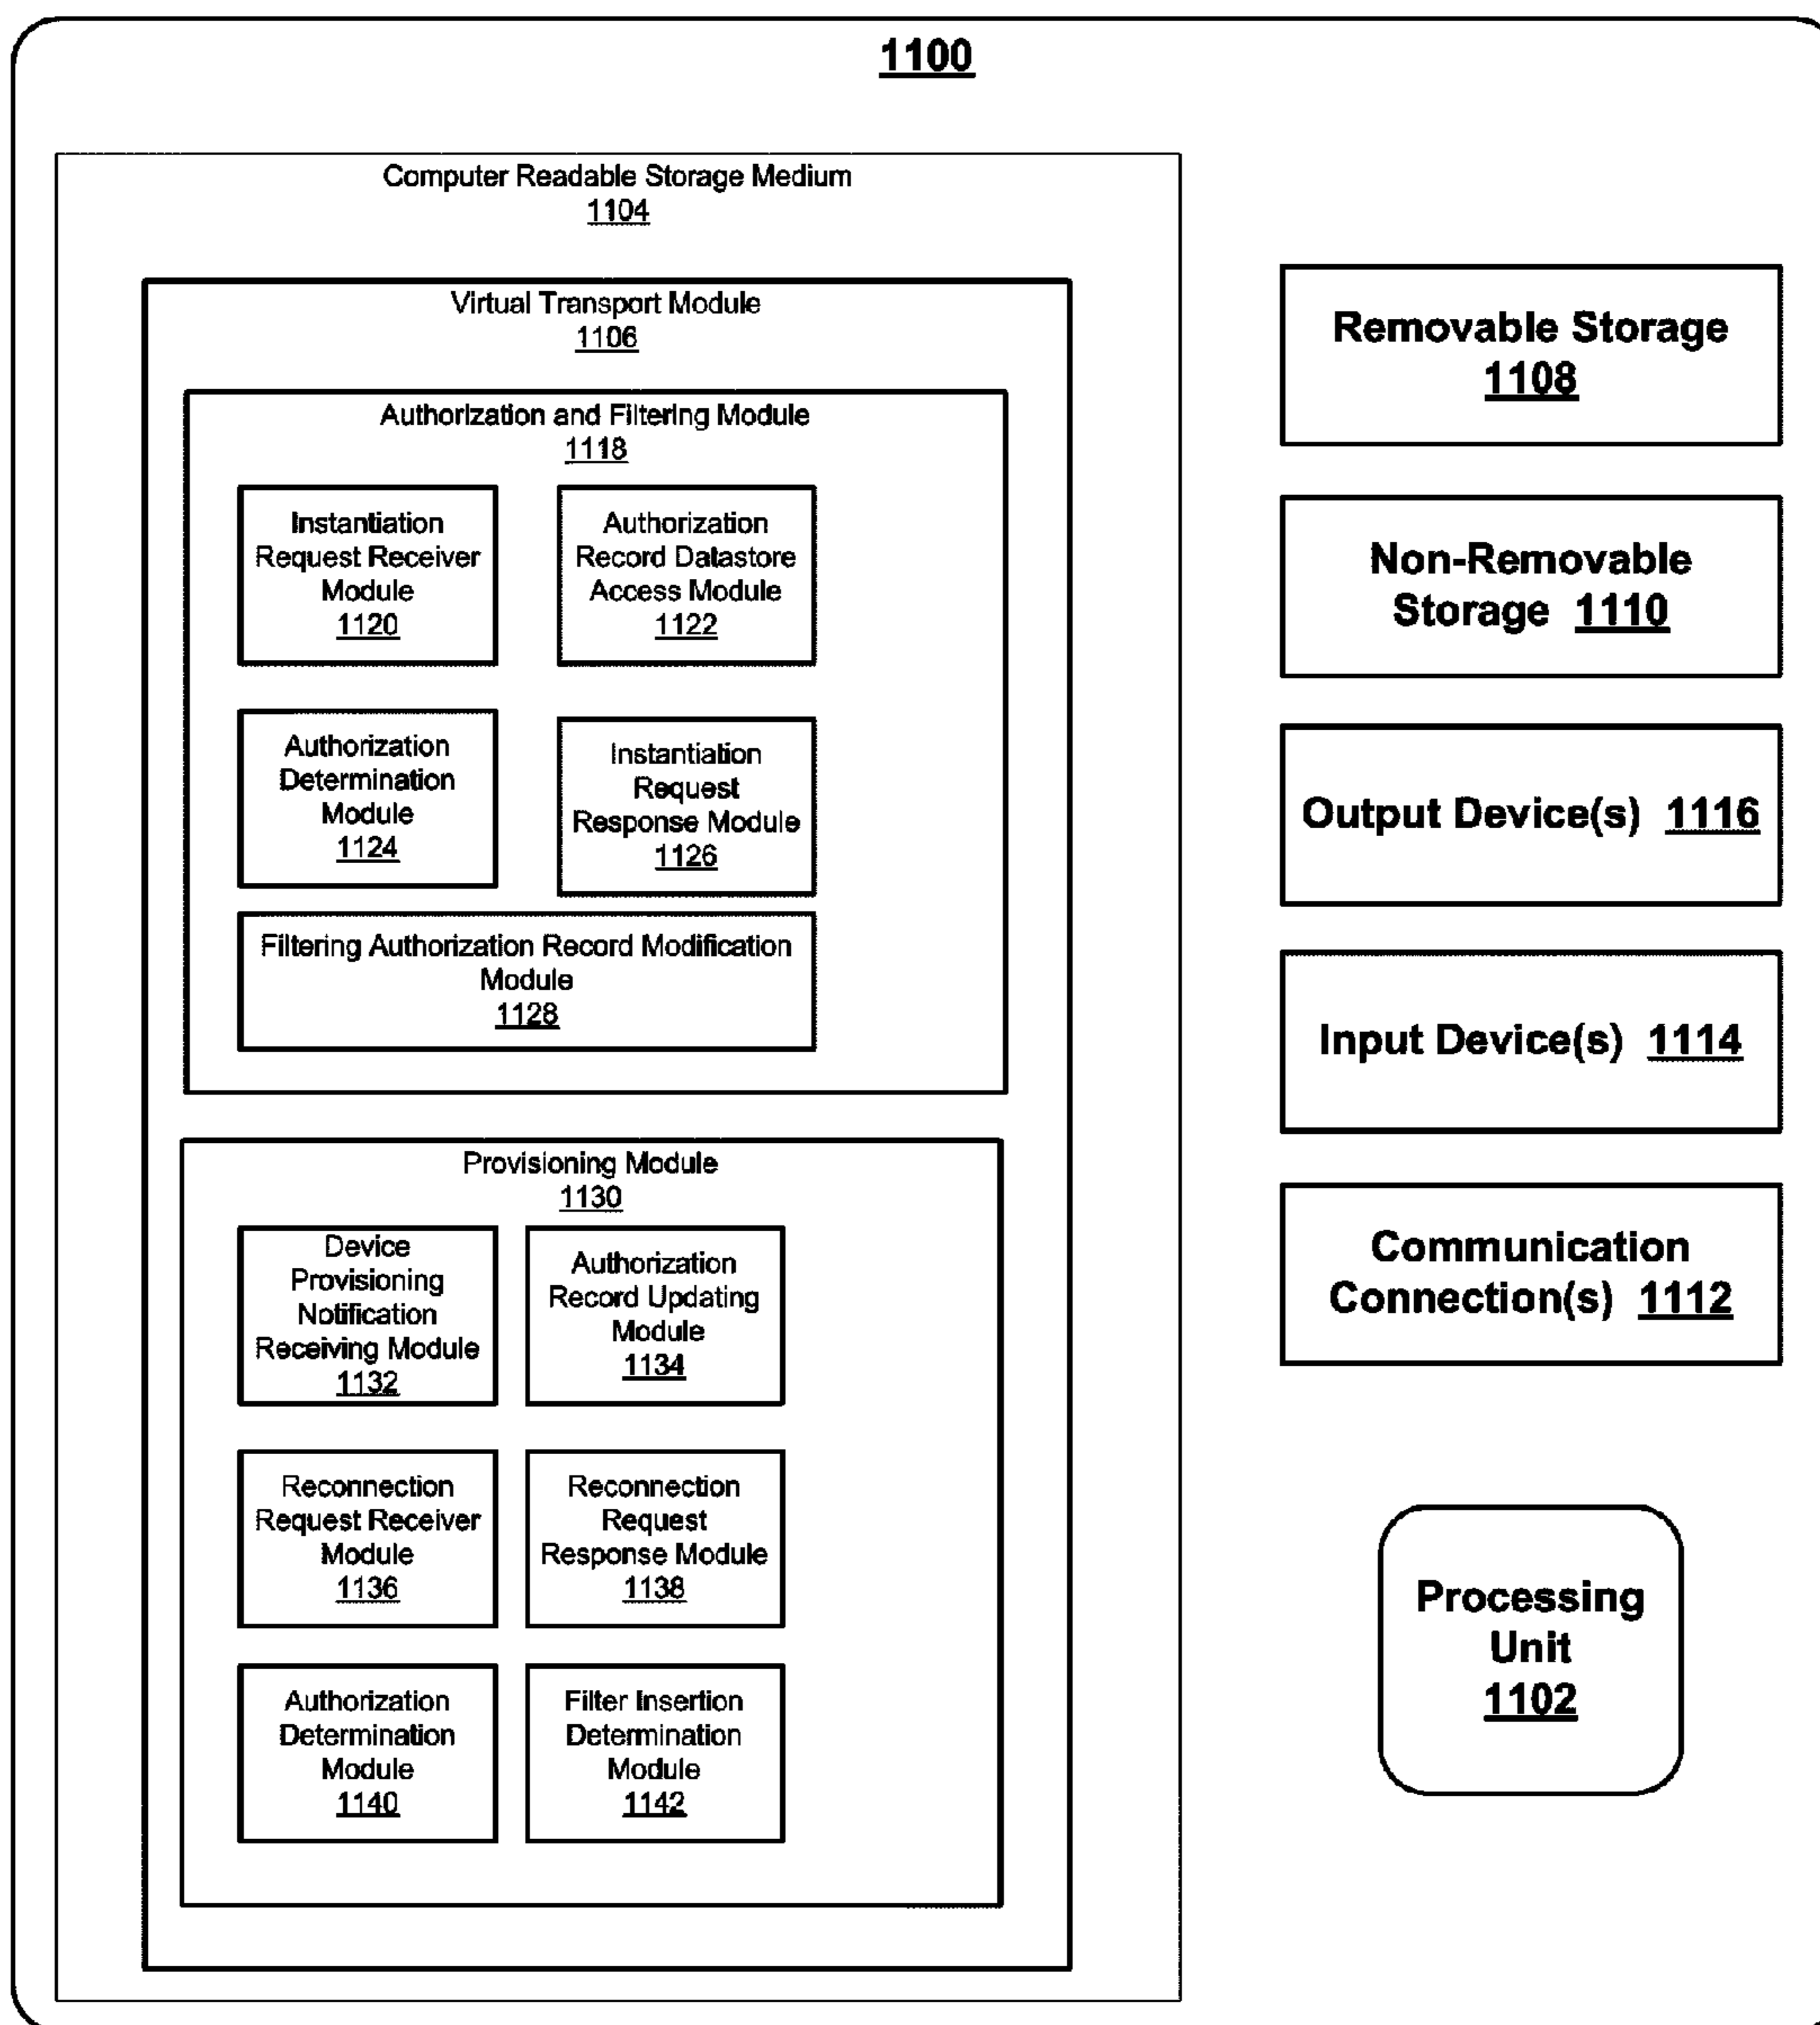 1100
Computer Readable Storage Medium
1104
Virtual Transport Module
1106
Authorization and Filtering Module
1118
Instantiation
Request Receiver
Module
1120
Authorization
Record Datastore
Access Module
1122
Authorization
Determination
Module
1124
Instantiation
Request
Response Module
1126
Filtering Authorization Record Modification
Module
1128
Provisioning Module
1130
Device
Provisioning
Notification
Receiving Module
1132
Authorization
Record Updating
Module
1134
Reconnection
Request Receiver
Module
1136
Reconnection
Request
Response Module
1138
Authorization
Determination
Module
1140
Filter Insertion
Determination
Module
1142
Removable Storage
1108
Non-Removable
Storage 1110
Output Device(s) 1116
Input Device(s) 1114
Communication
Connection(s) 1112
Processing
Unit
1102